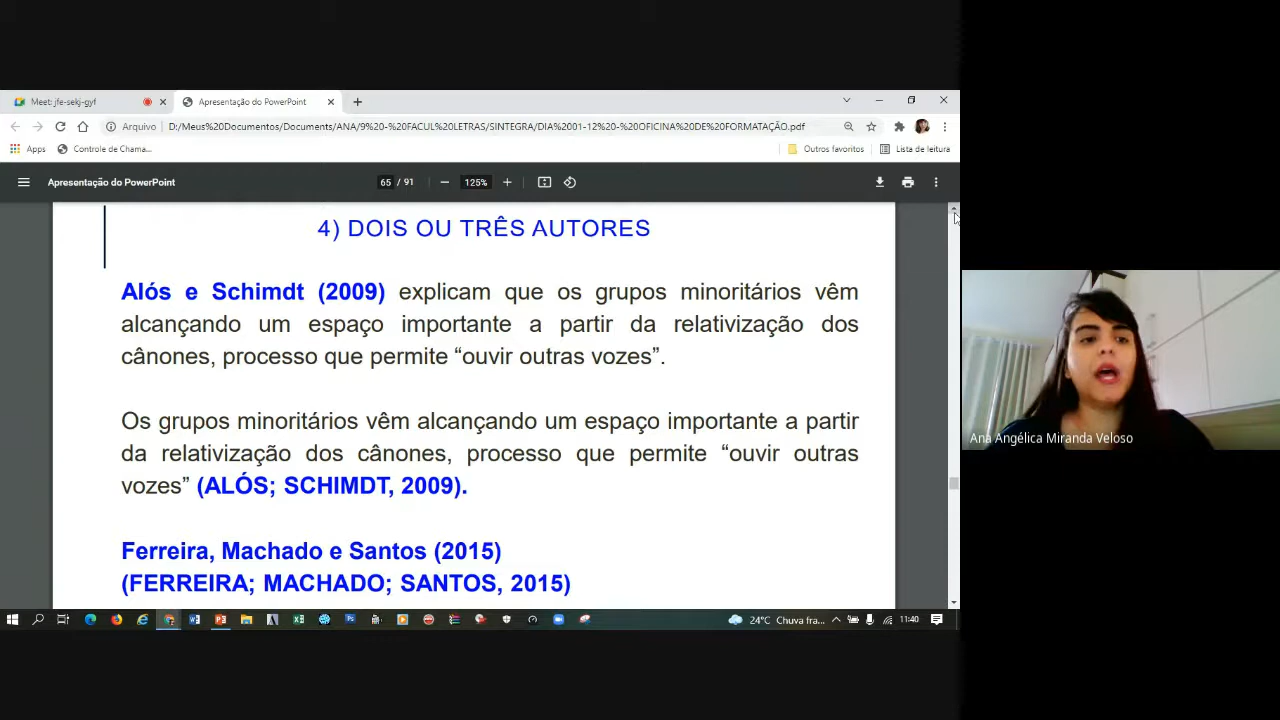 Meet: jfe-sekj-gyf
Apresentação do PowerPoint
Arquivo
D:/Meus%20Documentos/Documents/ANA/9%20-%20FACUL%20LETRAS/SINTEGRA/DIA%2001-12%20-%20OFICINA%20DE%20FORMATAÇÃO.pdf
Apps
Controle de Chama...
Outros favoritos
Lista de leitura
Apresentação do PowerPoint
65 / 91
125%
4) DOIS OU TRÊS AUTORES
Alós e Schimdt (2009) explicam que os grupos minoritários vêm
alcançando um espaço importante a partir da relativização dos
cânones, processo que permite “ouvir outras vozes”.
Os grupos minoritários vêm alcançando um espaço importante a partir
da relativização dos cânones, processo que permite “ouvir outras
vozes” (ALÓS; SCHIMDT, 2009).
Ferreira, Machado e Santos (2015)
(FERREIRA; MACHADO; SANTOS, 2015)
Ana Angélica Miranda Veloso
24°C Chuva fra...
11:40